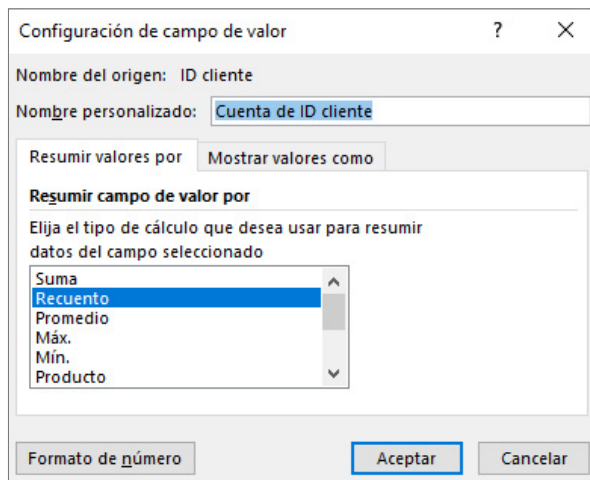 Configuración de campo de valor ? ×
Nombre del origen: ID cliente
Nombre personalizado: Cuenta de ID cliente
Resumir valores por Mostrar valores como
Resumir campo de valor por
Elija el tipo de cálculo que desea usar para resumir
datos del campo seleccionado
Suma
Recuento
Promedio
Máx.
Mín.
Producto
Formato de número Aceptar Cancelar